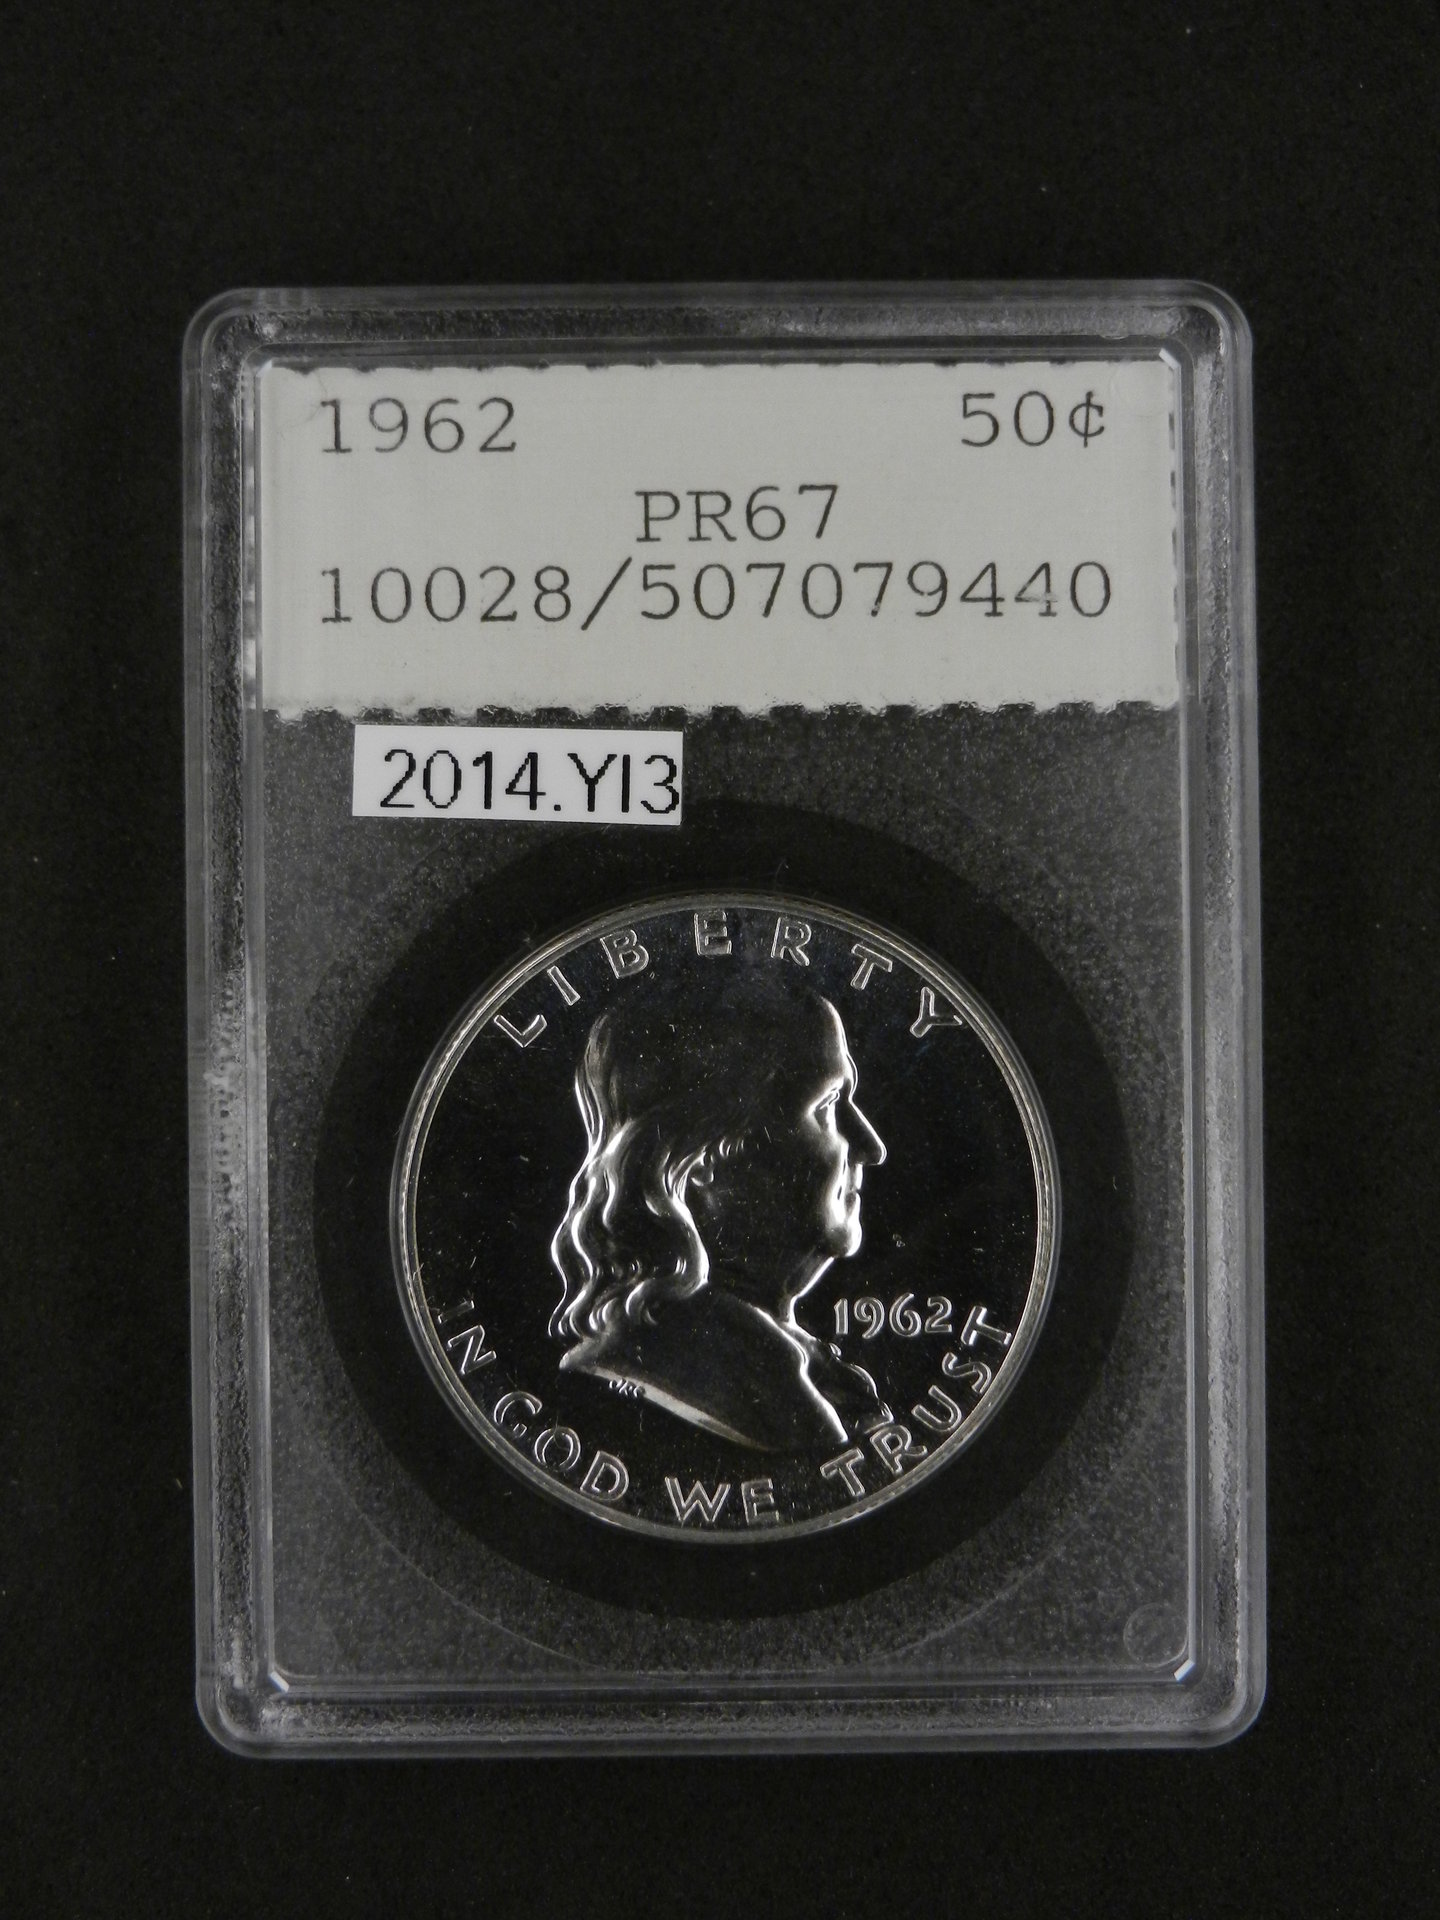 1962 50¢
PR67
10028/507079440
2014.YI3
LIBERTY
1962
IN GOD WE TRUST